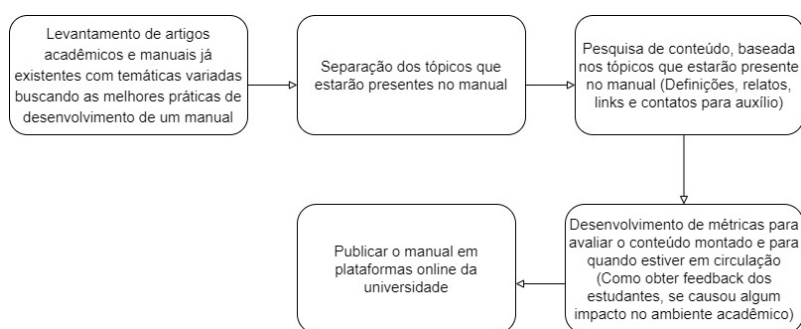 Levantamento de artigos
acadêmicos e manuais já
existentes com temáticas variadas
buscando as melhores práticas de
desenvolvimento de um manual
Separação dos tópicos que
estarão presentes no manual
Pesquisa de conteúdo, baseada
nos tópicos que estarão presente
no manual (Definições, relatos,
links e contatos para auxílio)
Desenvolvimento de métricas para
avaliar o conteúdo montado e para
quando estiver em circulação
(Como obter feedback dos
estudantes, se causou algum
impacto no ambiente acadêmico)
Publicar o manual em
plataformas online da
universidade